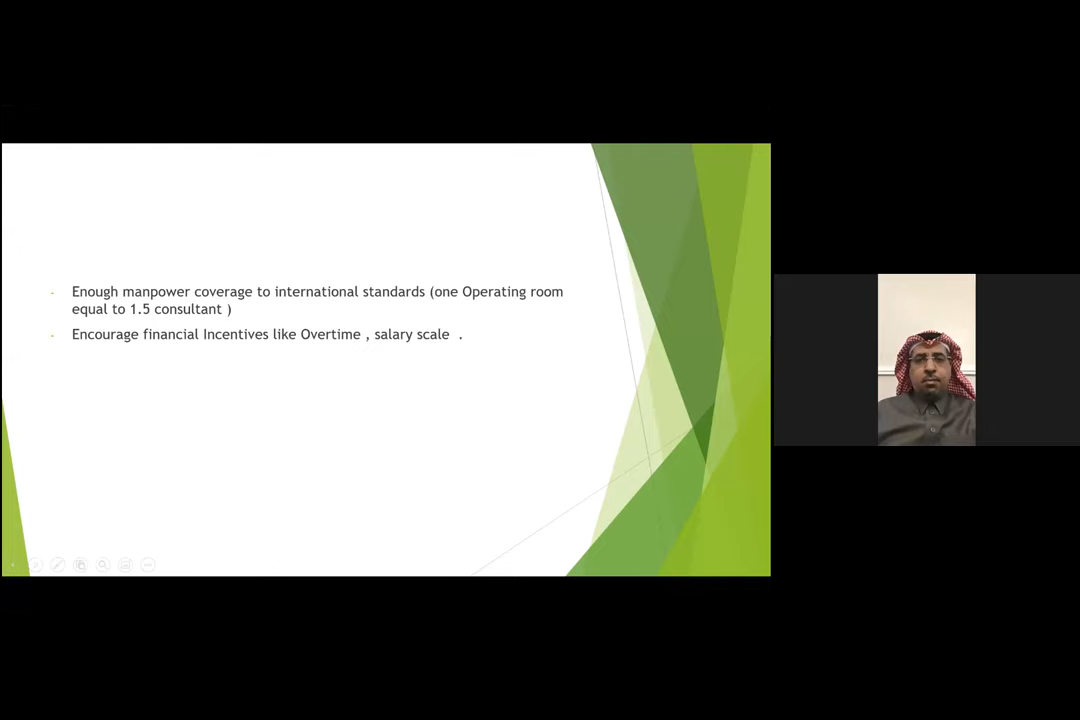 - Enough manpower coverage to international standards (one Operating room
equal to 1.5 consultant )
- Encourage financial Incentives like Overtime , salary scale  .